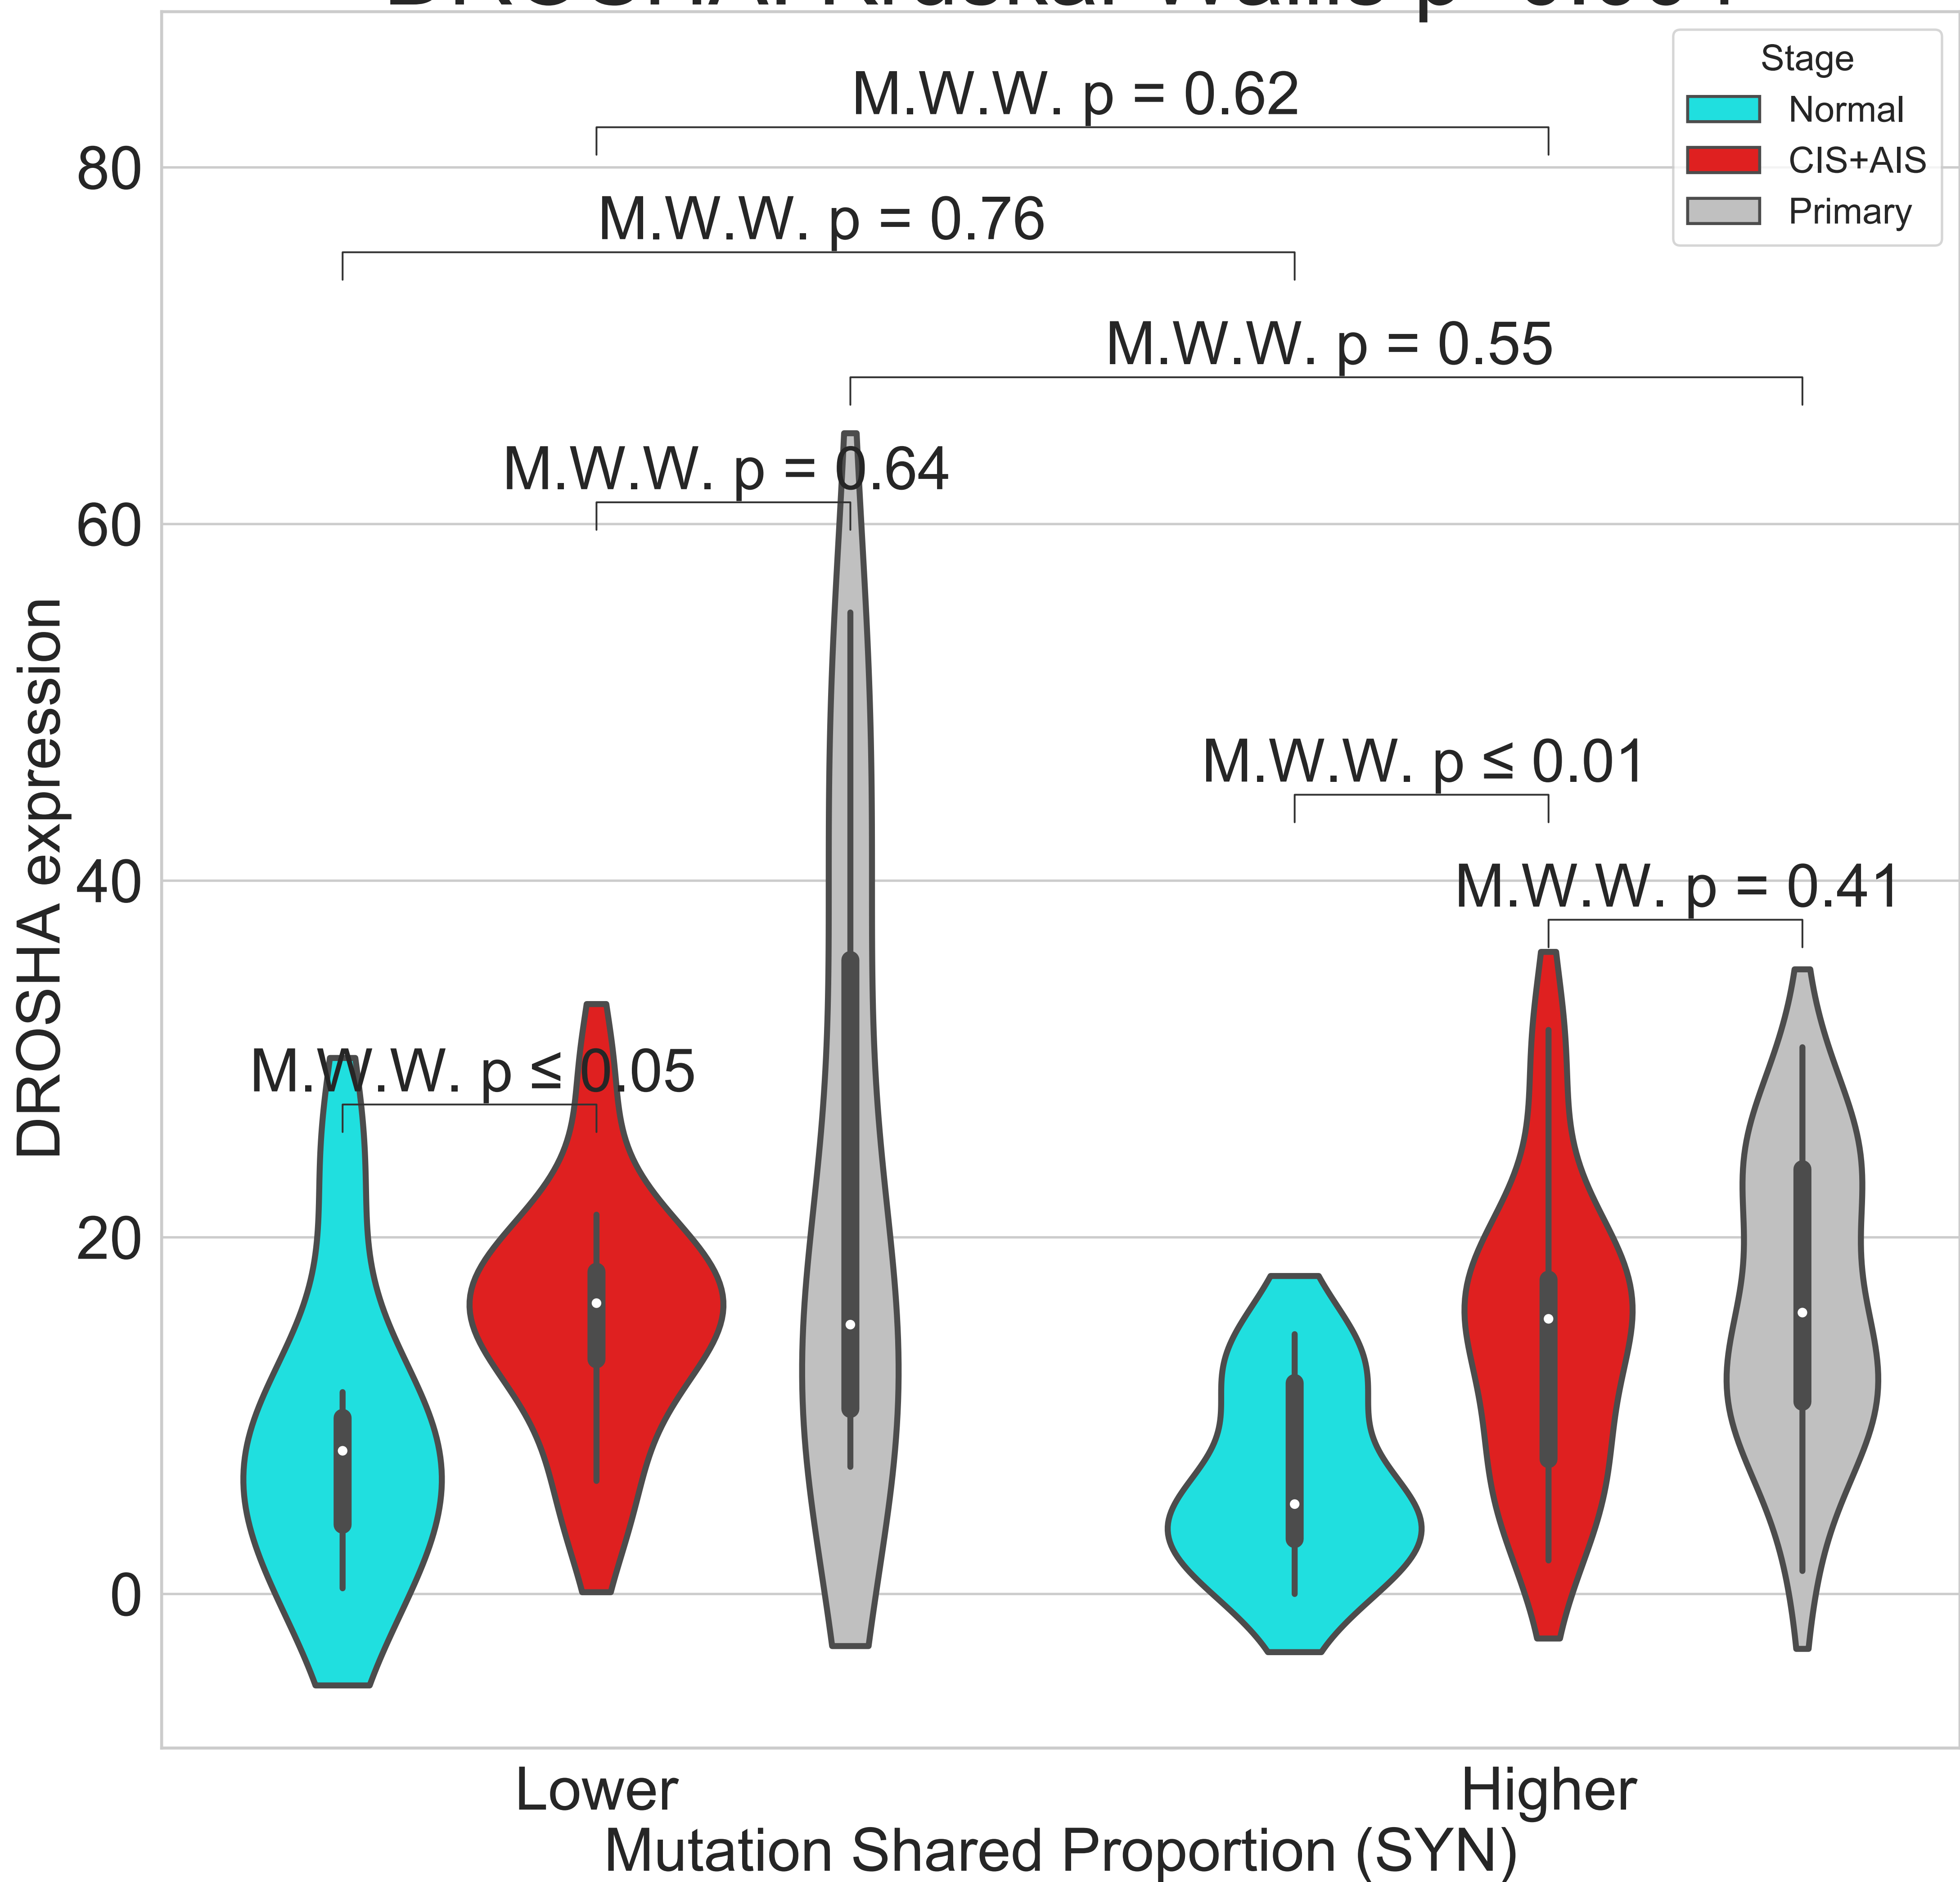 Stage
Normal
CIS+AIS
Primary
M.W.W. p = 0.62
M.W.W. p = 0.76
M.W.W. p = 0.55
M.W.W. p = 0.64
M.W.W. p ≤ 0.01
M.W.W. p = 0.41
M.W.W. p ≤ 0.05
80
60
40
20
0
DROSHA expression
Lower
Higher
Mutation Shared Proportion (SYN)